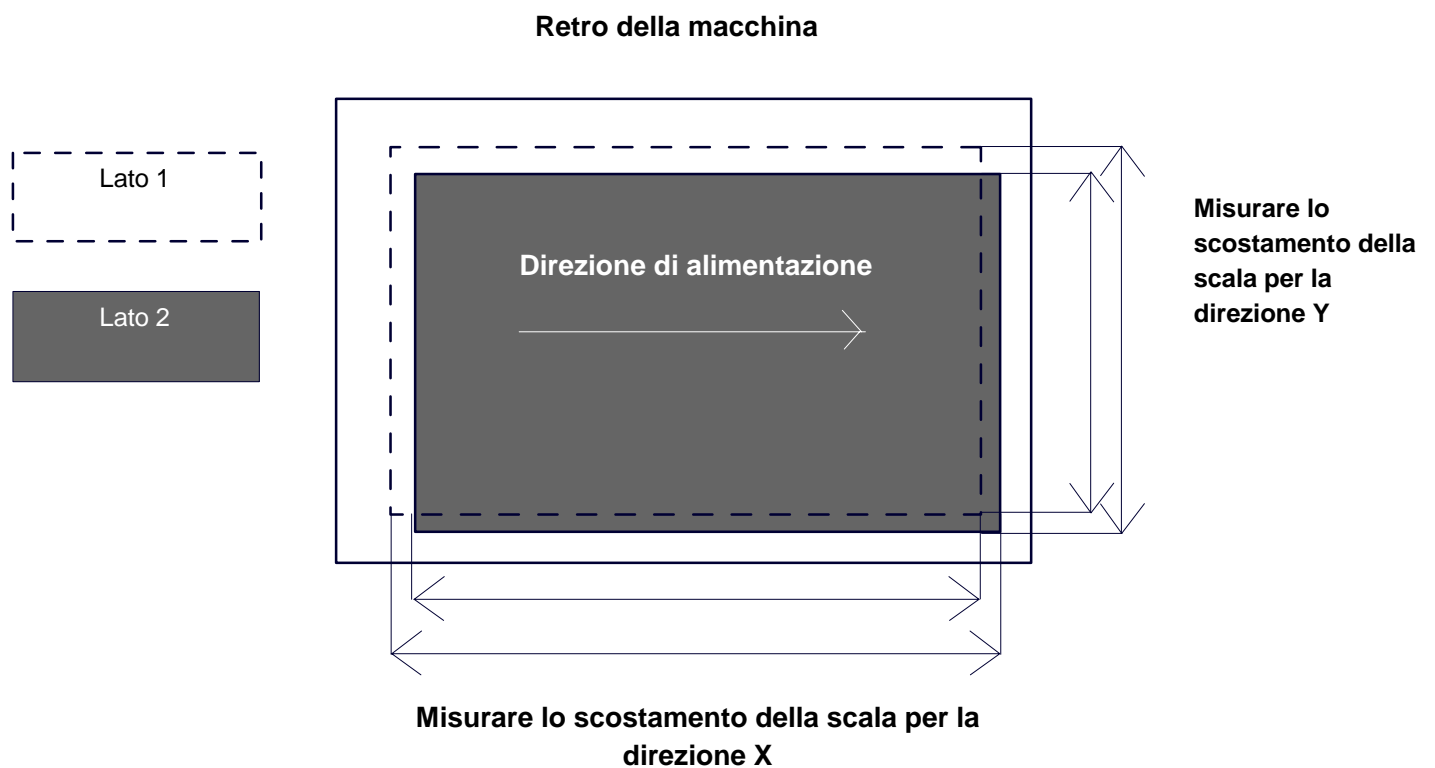 Retro della macchina
Lato 1
Lato 2
Direzione di alimentazione
Misurare lo
scostamento della
scala per la
direzione Y
Misurare lo scostamento della scala per la
direzione X